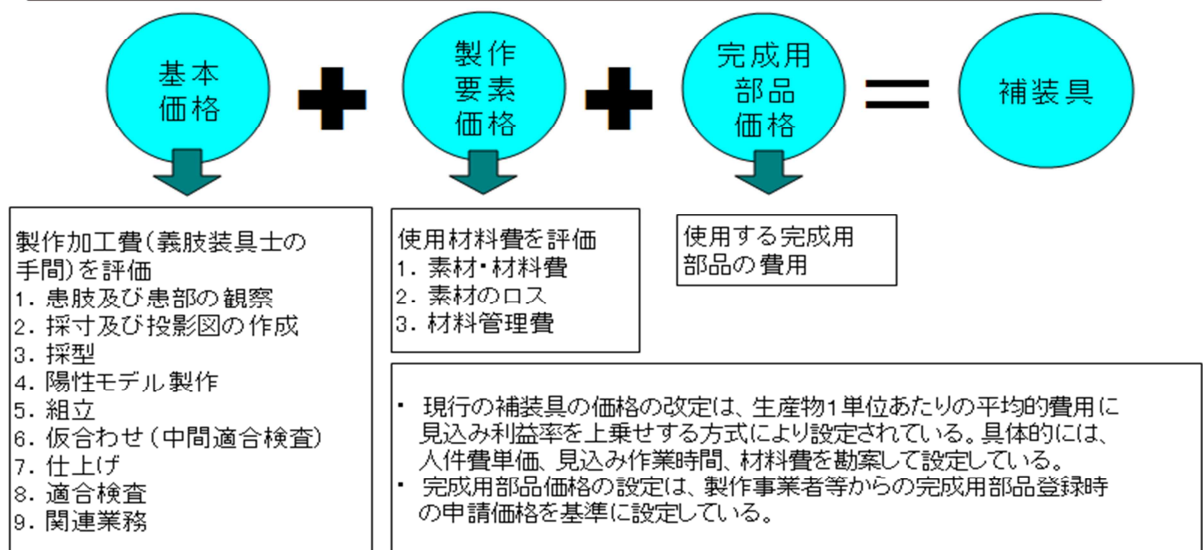 基本
価格
製作
要素
価格
完成用
部品
価格
補装具
製作加工費(義肢装具士の
手間)を評価
1. 患肢及び患部の観察
2. 採寸及び投影図の作成
3. 採型
4. 陽性モデル製作
5. 組立
6. 仮合わせ(中間適合検査)
7. 仕上げ
8. 適合検査
9. 関連業務
使用材料費を評価
1. 素材・材料費
2. 素材のロス
3. 材料管理費
使用する完成用
部品の費用
・ 現行の補装具の価格の改定は、生産物1単位あたりの平均的費用に
見込み利益率を上乗せする方式により設定されている。具体的には、
人件費単価、見込み作業時間、材料費を勘案して設定している。
・ 完成用部品価格の設定は、製作事業者等からの完成用部品登録時
の申請価格を基準に設定している。